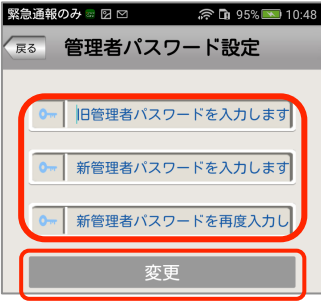 緊急通報のみ 95% 10:48
戻る 管理者パスワード設定
旧管理者パスワードを入力します
新管理者パスワードを入力します
新管理者パスワードを再度入力し
変更